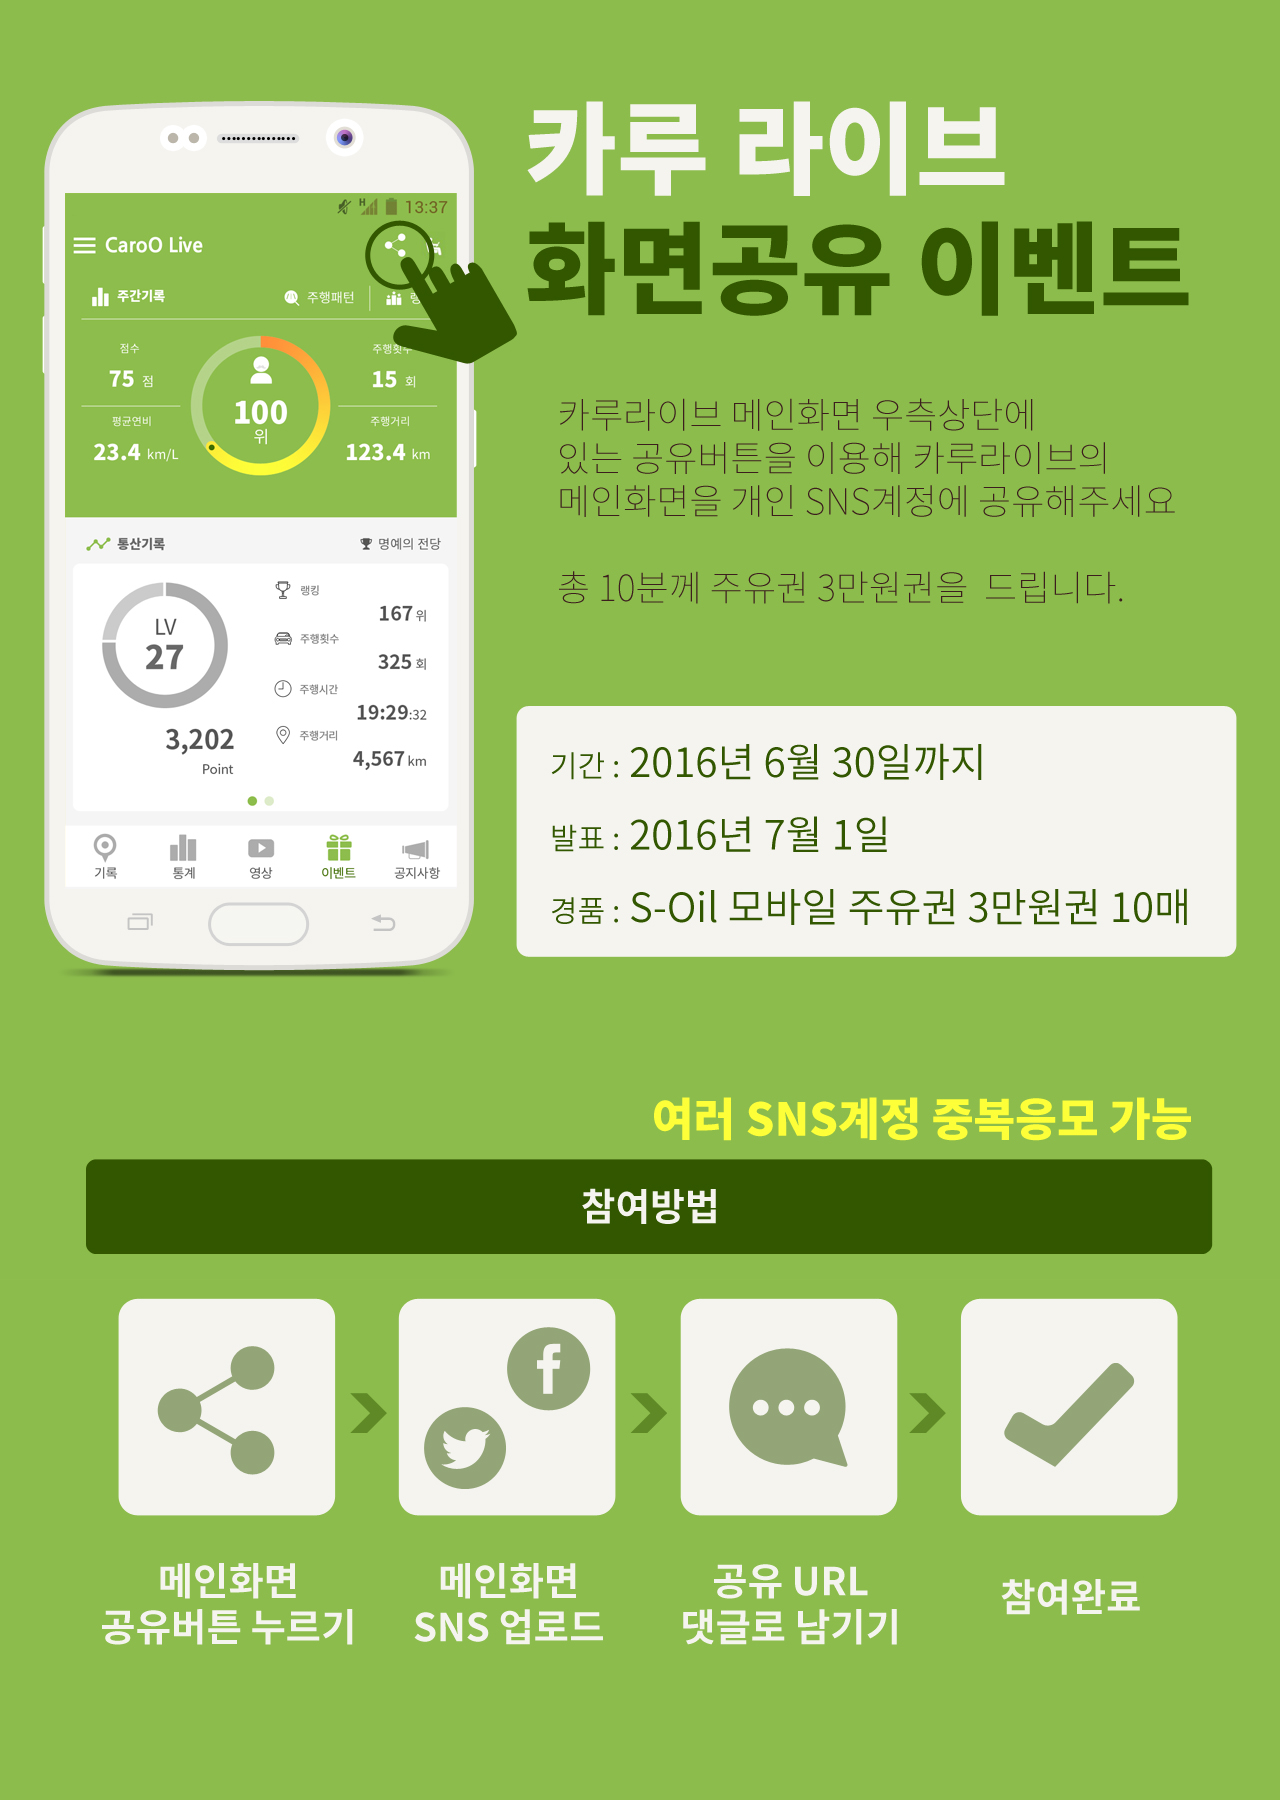 카루 라이브
화면공유 이벤트
카루라이브 메인화면 우측상단에
있는 공유버튼을 이용해 카루라이브의
메인화면을 개인 SNS계정에 공유해주세요
총 10분께 주유권 3만원권을 드립니다.
H 13:37
CaroO Live
주간기록 주행패턴
점수
75 점
평균연비
23.4 km/L
100
위
주행횟수
15 회
주행거리
123.4 km
통산기록 명예의 전당
LV
27
3,202
Point
랭킹
167 위
주행횟수
325 회
주행시간
19:29:32
주행거리
4,567 km
기록 통계 영상 이벤트 공지사항
기간 : 2016년 6월 30일까지
발표 : 2016년 7월 1일
경품 : S-Oil 모바일 주유권 3만원권 10매
여러 SNS계정 중복응모 가능
참여방법
메인화면
공유버튼 누르기
메인화면
SNS 업로드
공유 URL
댓글로 남기기
참여완료